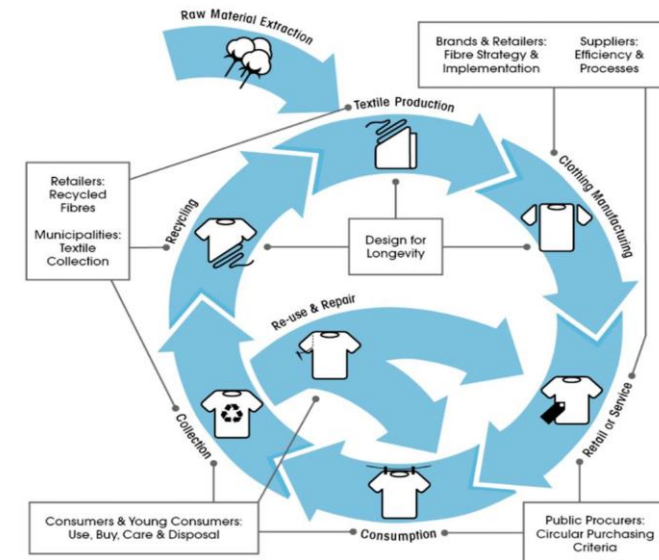 Raw Material Extraction
Brands & Retailers:
Fibre Strategy &
Implementation
Suppliers:
Efficiency &
Processes
Textile Production
Clothing Manufacturing
Retailers:
Recycled
Fibres
Municipalities:
Textile
Collection
Recycling
Design for
Longevity
Re-use & Repair
Collection
Retail or Service
Consumers & Young Consumers:
Use, Buy, Care & Disposal
Consumption
Public Procurers:
Circular Purchasing
Criteria